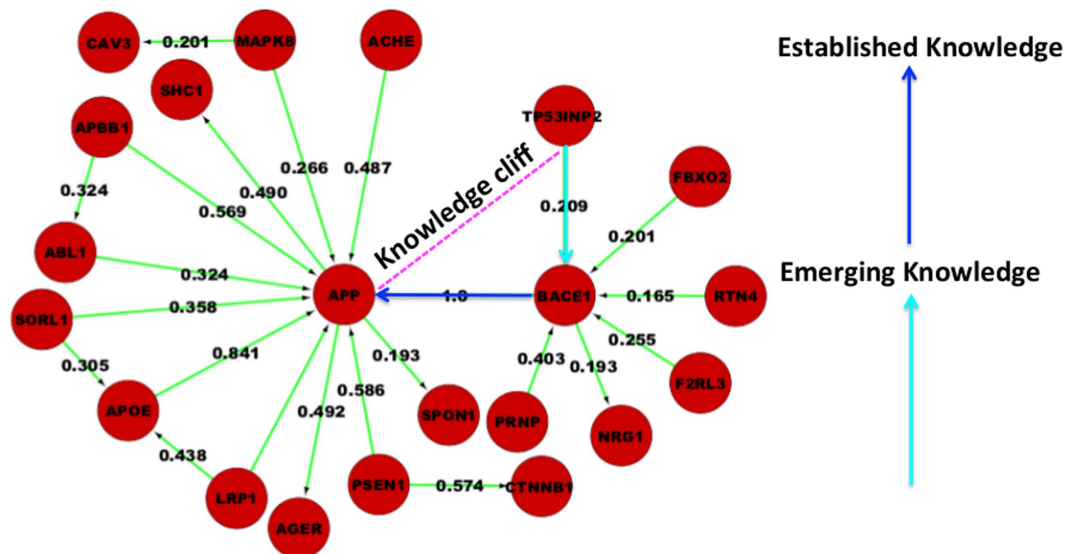 CAV3
0.201
MAPK8
ACHE
Established Knowledge
SHC1
TP53INP2
APBB1
Knowledge cliff
0.266
0.487
FBXO2
0.324
0.490
0.209
0.569
0.201
ABL1
0.324
Emerging Knowledge
APP
1.0
BACE1
0.165
RTN4
SORL1
0.358
0.305
0.841
0.193
0.403
0.193
0.255
F2RL3
0.586
APOE
0.492
SPON1
PRNP
NRG1
0.438
LRP1
PSEN1
0.574
CTNNB1
AGER